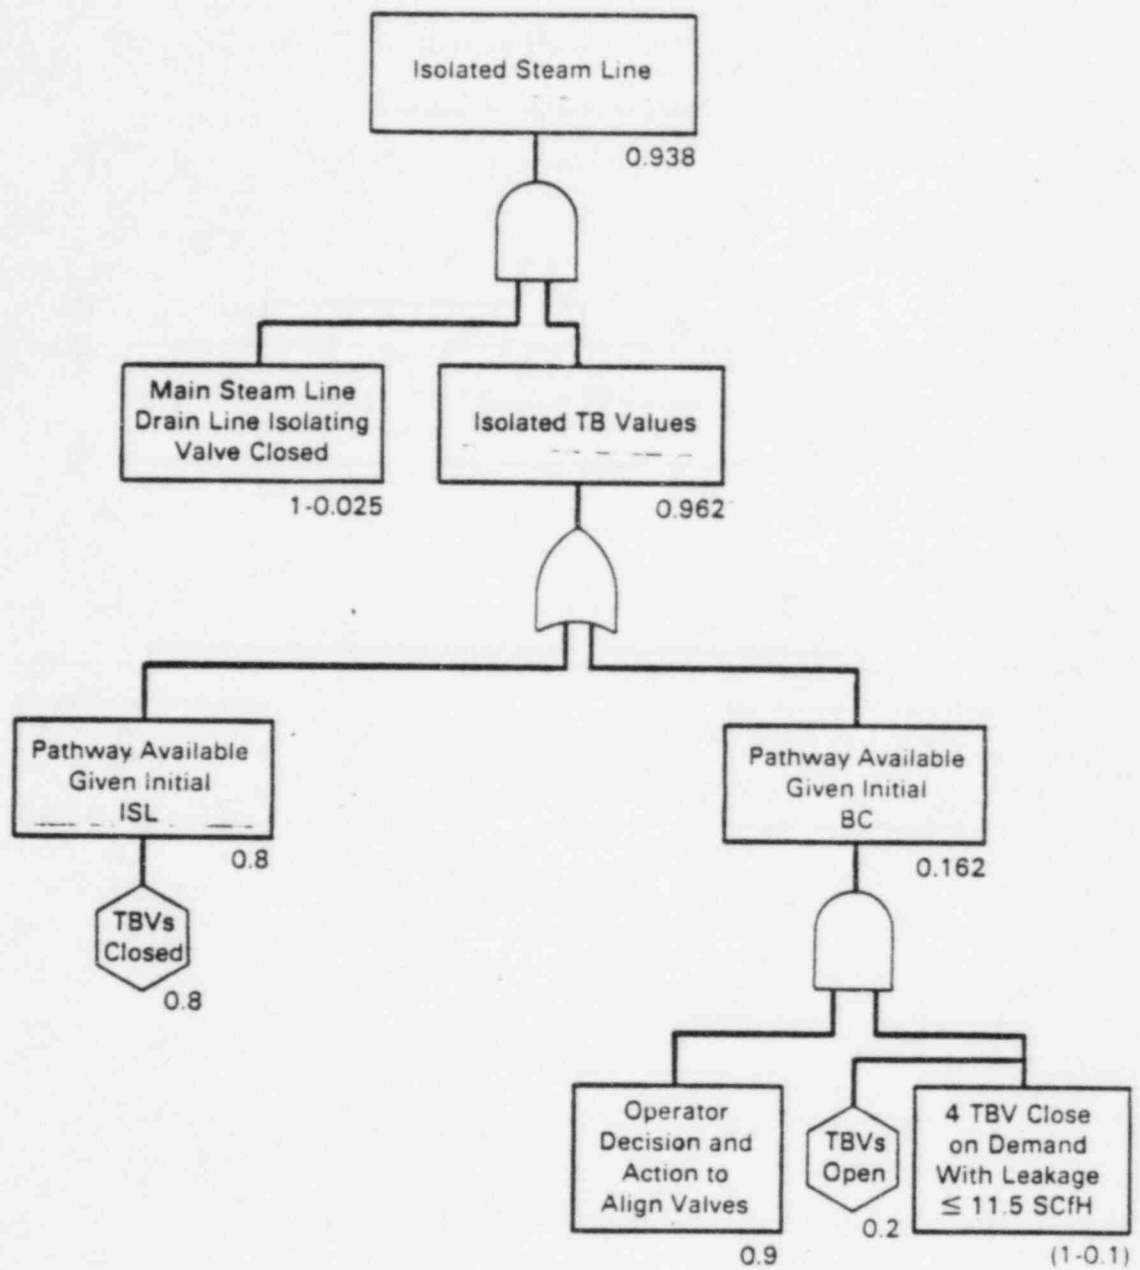 Isolated Steam Line
0.938
Main Steam Line
Drain Line Isolating
Valve Closed
1-0.025
Isolated TB Values
0.962
Pathway Available
Given Initial
ISL
0.8
TBVs
Closed
0.8
Pathway Available
Given Initial
BC
0.162
Operator
Decision and
Action to
Align Valves
0.9
TBVs
Open
0.2
4 TBV Close
on Demand
With Leakage
≤ 11.5 SCfH
(1-0.1)